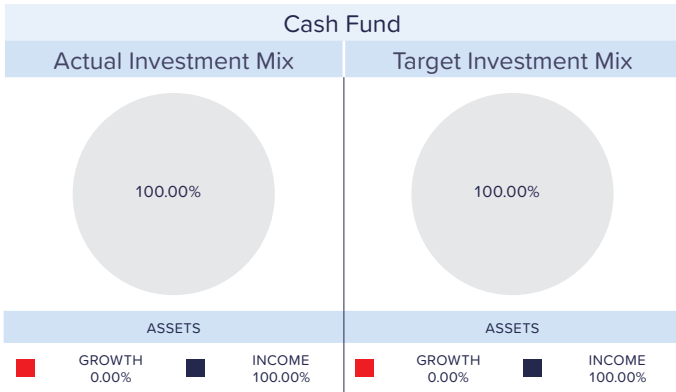 Cash Fund
Actual Investment Mix
Target Investment Mix
100.00%
100.00%
ASSETS
ASSETS
GROWTH
0.00%
INCOME
100.00%
GROWTH
0.00%
INCOME
100.00%